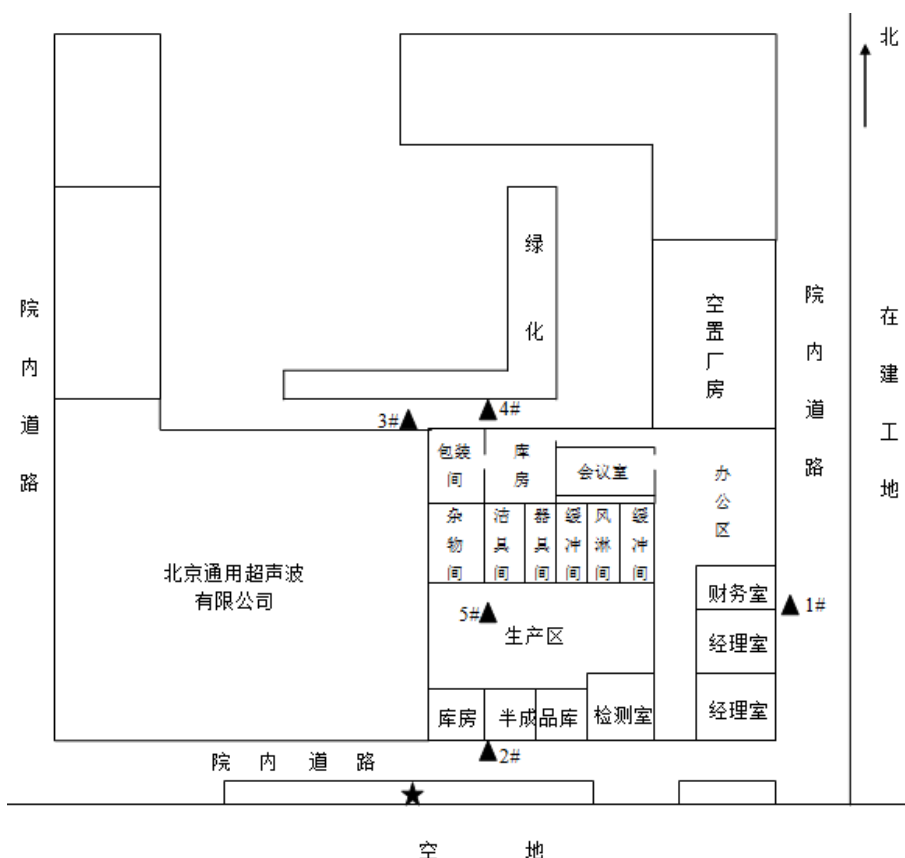 北
绿
化
院
内
道
路
空
置
厂
房
院
内
道
路
在
建
工
地
3#
4#
包装
间
库
房
会议室
办
公
区
杂
物
间
洁
具
间
器
具
间
缓
冲
间
风
淋
间
缓
冲
间
北京通用超声波
有限公司
财务室
1#
5#
生产区
经理室
库房
半成品库
检测室
经理室
院内道路
2#
空地